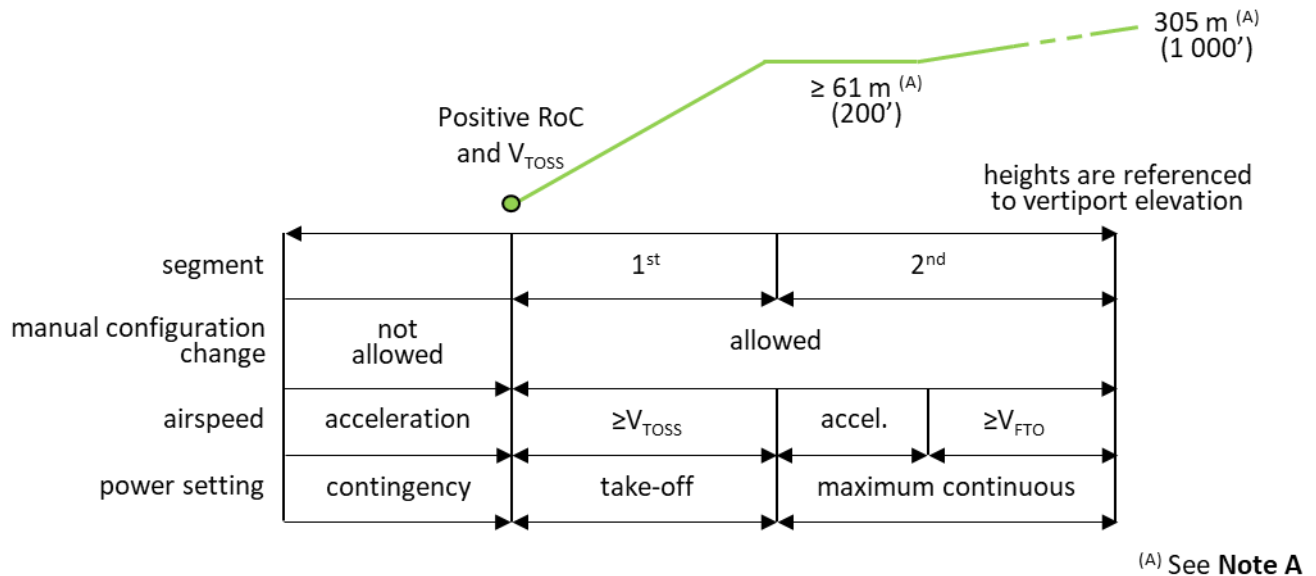 305 m (A)
(1 000’)
≥ 61 m (A)
(200’)
Positive RoC
and VTOSS
heights are referenced
to vertiport elevation
segment
1st
2nd
manual configuration
change
not
allowed
allowed
airspeed
acceleration
≥VTOSS
accel.
≥VFTO
power setting
contingency
take-off
maximum continuous
(A) See Note A